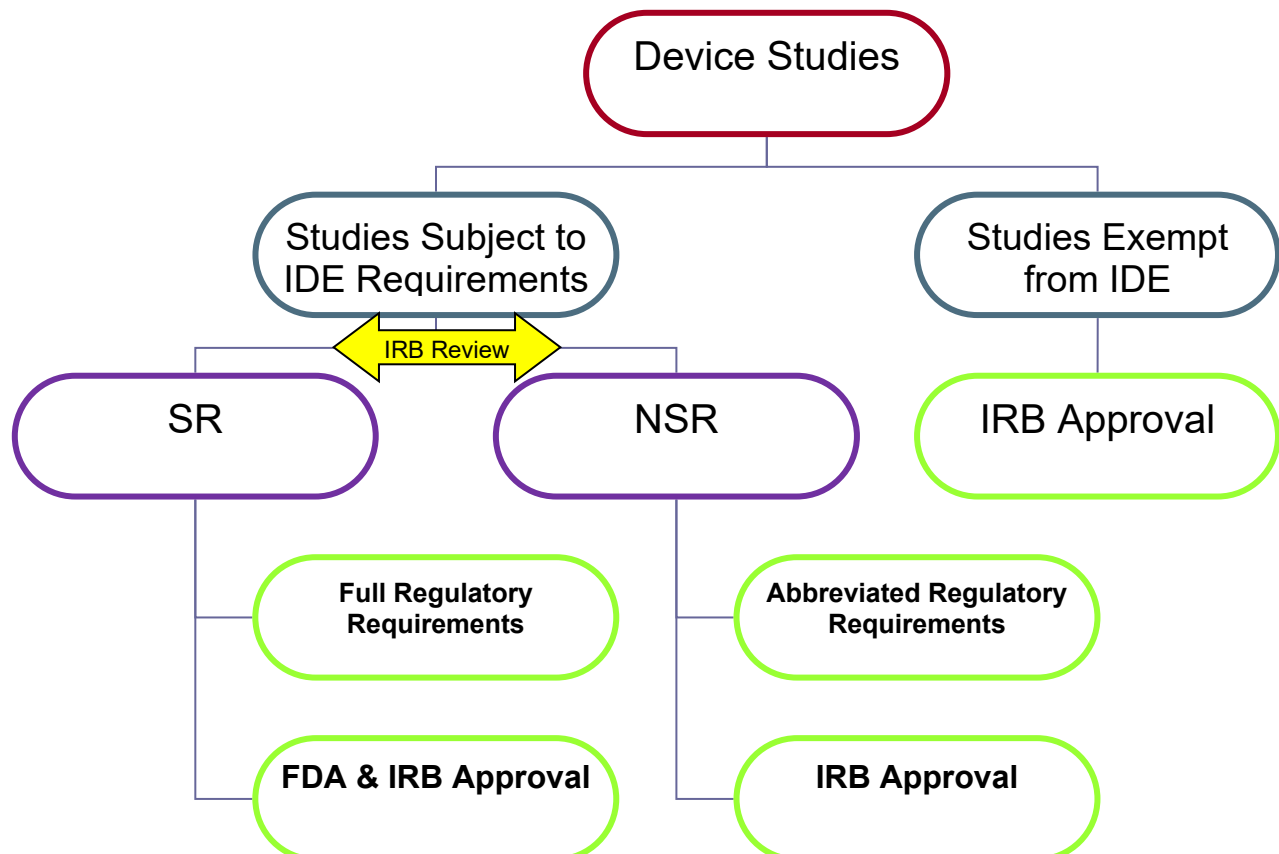 Device Studies
Studies Subject to
IDE Requirements
Studies Exempt
from IDE
IRB Review
SR
NSR
IRB Approval
Full Regulatory
Requirements
Abbreviated Regulatory
Requirements
FDA & IRB Approval
IRB Approval